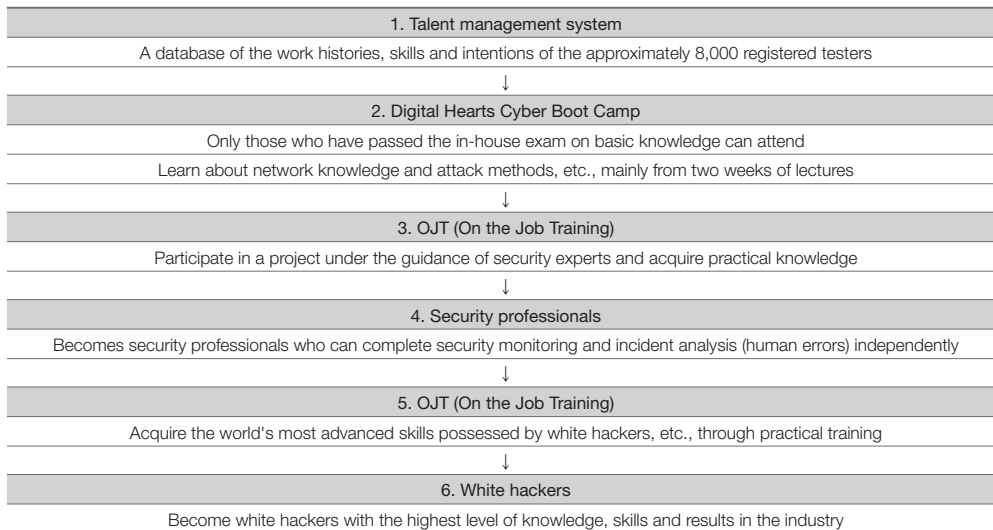 1. Talent management system
A database of the work histories, skills and intentions of the approximately 8,000 registered testers
↓
2. Digital Hearts Cyber Boot Camp
Only those who have passed the in-house exam on basic knowledge can attend
Learn about network knowledge and attack methods, etc., mainly from two weeks of lectures
↓
3. OJT (On the Job Training)
Participate in a project under the guidance of security experts and acquire practical knowledge
↓
4. Security professionals
Becomes security professionals who can complete security monitoring and incident analysis (human errors) independently
↓
5. OJT (On the Job Training)
Acquire the world's most advanced skills possessed by white hackers, etc., through practical training
↓
6. White hackers
Become white hackers with the highest level of knowledge, skills and results in the industry